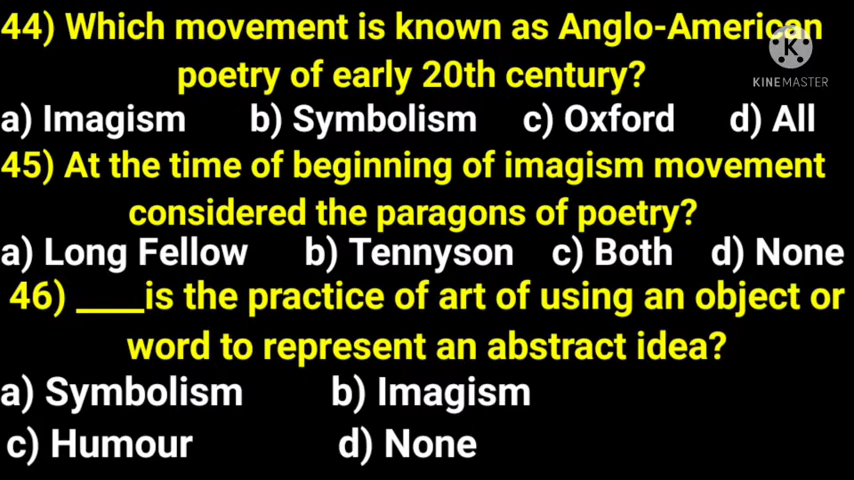 44) Which movement is known as Anglo-American
poetry of early 20th century?
K
KINEMASTER
a) Imagism b) Symbolism c) Oxford d) All
45) At the time of beginning of imagism movement
considered the paragons of poetry?
a) Long Fellow b) Tennyson c) Both d) None
46) ____is the practice of art of using an object or
word to represent an abstract idea?
a) Symbolism b) Imagism
c) Humour d) None